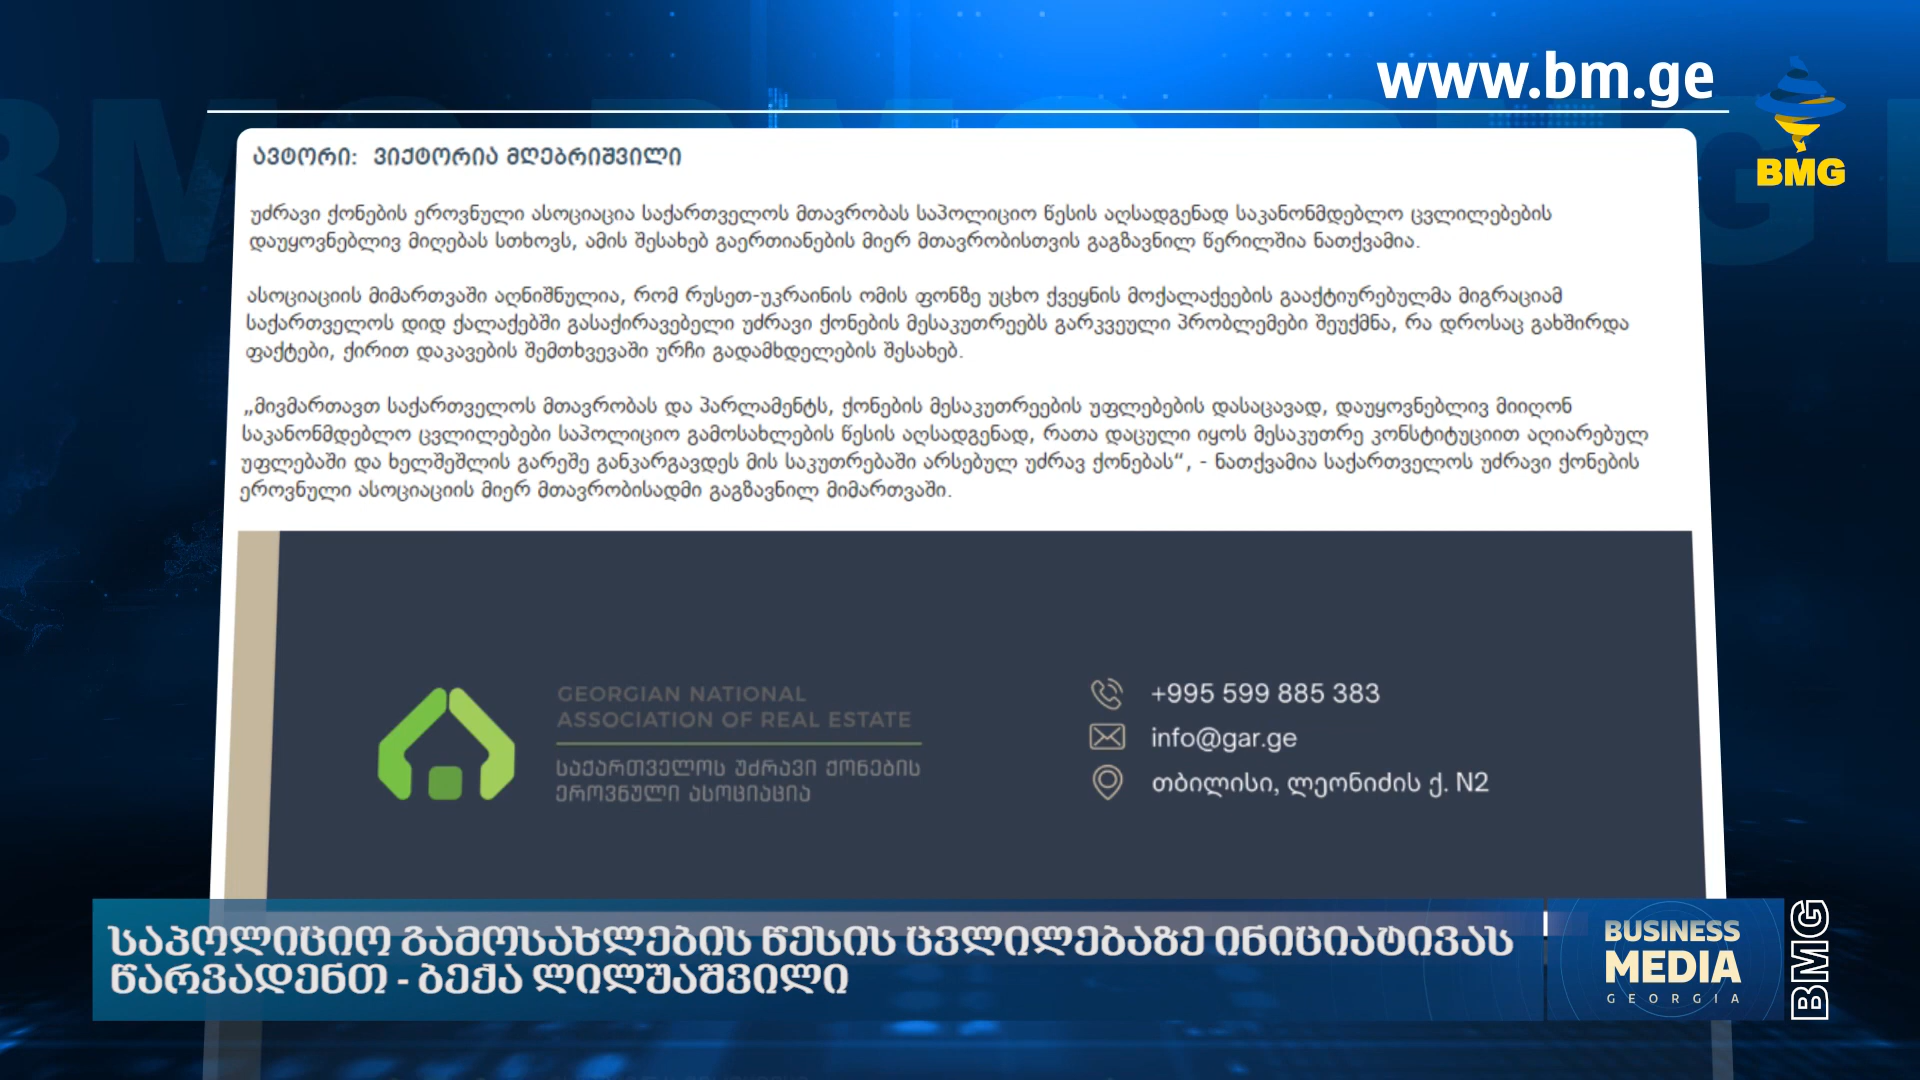 www.bm.ge
BMG
ავტორი: ვიქტორია მღებრიშვილი
უძრავი ქონების ეროვნული ასოციაცია საქართველოს მთავრობას საპოლიციო წესის აღსადგენად საკანონმდებლო ცვლილებების
დაუყოვნებლივ მიღებას სთხოვს, ამის შესახებ გაერთიანების მიერ მთავრობისთვის გაგზავნილ წერილშია ნათქვამია.
ასოციაციის მიმართვაში აღნიშნულია, რომ რუსეთ-უკრაინის ომის ფონზე უცხო ქვეყნის მოქალაქეების გააქტიურებულმა მიგრაციამ
საქართველოს დიდ ქალაქებში გასაქირავებელი უძრავი ქონების მესაკუთრეებს გარკვეული პრობლემები შეუქმნა, რა დროსაც გახშირდა
ფაქტები, ქირით დაკავების შემთხვევაში ურჩი გადამხდელების შესახებ.
„მივმართავთ საქართველოს მთავრობას და პარლამენტს, ქონების მესაკუთრეების უფლებების დასაცავად, დაუყოვნებლივ მიიღონ
საკანონმდებლო ცვლილებები საპოლიციო გამოსახლების წესის აღსადგენად, რათა დაცული იყოს მესაკუთრე კონსტიტუციით აღიარებულ
უფლებაში და ხელშეშლის გარეშე განკარგავდეს მის საკუთრებაში არსებულ უძრავ ქონებას“, - ნათქვამია საქართველოს უძრავი ქონების
ეროვნული ასოციაციის მიერ მთავრობისადმი გაგზავნილ მიმართვაში.
GEORGIAN NATIONAL
ASSOCIATION OF REAL ESTATE
საქართველოს უძრავი ქონების
ეროვნული ასოციაცია
+995 599 885 383
info@gar.ge
თბილისი, ლეონიძის ქ. N2
საპოლიციო გამოსახლების წესის ცვლილებაზე ინიციატივას
წარვადენთ - ბექა ლილუაშვილი
BUSINESS
MEDIA
GEORGIA
BMG